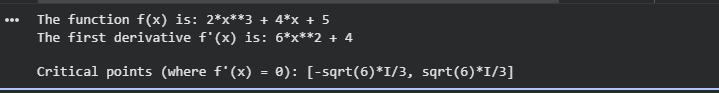 The function f(x) is: 2*x**3 + 4*x + 5
The first derivative f'(x) is: 6*x**2 + 4
Critical points (where f'(x) = 0): [-sqrt(6)*I/3, sqrt(6)*I/3]